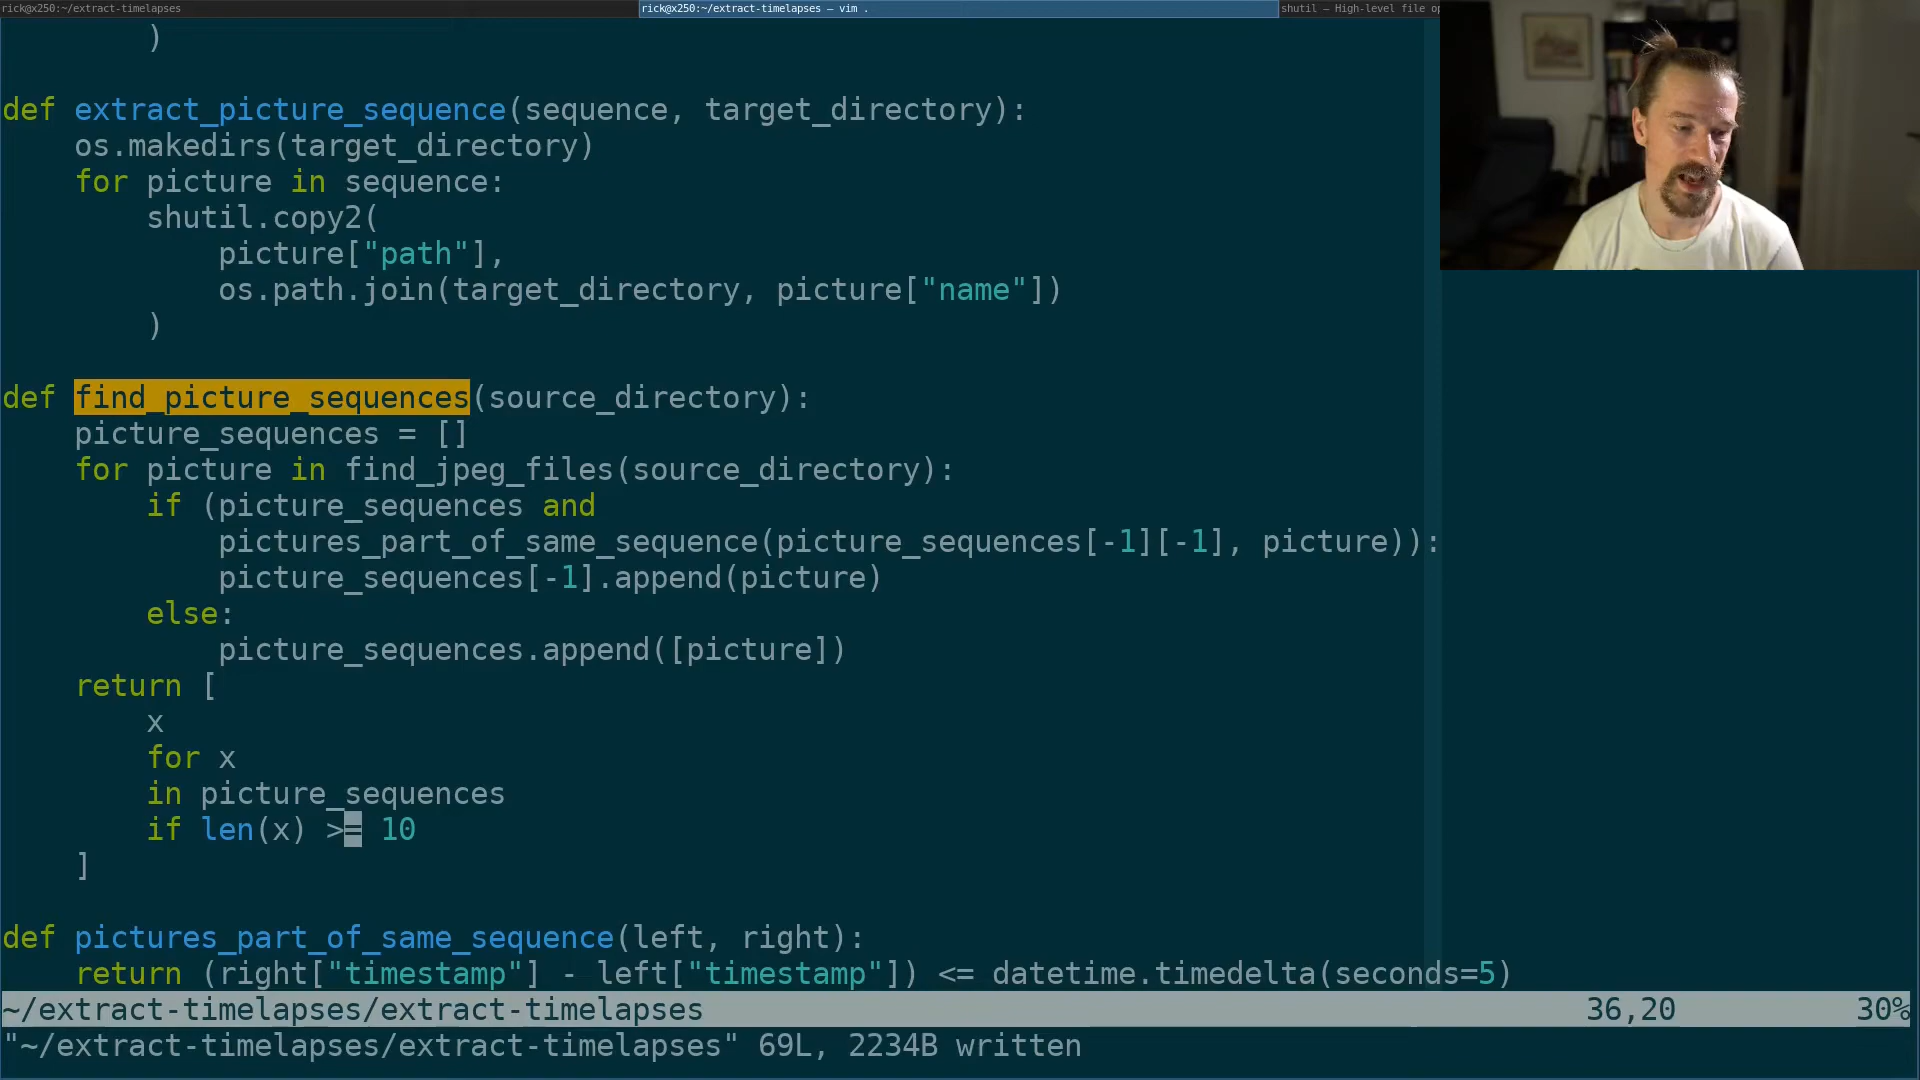 rick@x250:~/extract-timelapses
rick@x250:~/extract-timelapses — vim .
shutil — High-level file op
        )
def extract_picture_sequence(sequence, target_directory):
    os.makedirs(target_directory)
    for picture in sequence:
        shutil.copy2(
            picture["path"],
            os.path.join(target_directory, picture["name"])
        )
def find_picture_sequences(source_directory):
    picture_sequences = []
    for picture in find_jpeg_files(source_directory):
        if (picture_sequences and
            pictures_part_of_same_sequence(picture_sequences[-1][-1], picture)):
            picture_sequences[-1].append(picture)
        else:
            picture_sequences.append([picture])
    return [
        x
        for x
        in picture_sequences
        if len(x) >= 10
    ]
def pictures_part_of_same_sequence(left, right):
    return (right["timestamp"] - left["timestamp"]) <= datetime.timedelta(seconds=5)
~/extract-timelapses/extract-timelapses 36,20 30%
"~/extract-timelapses/extract-timelapses" 69L, 2234B written